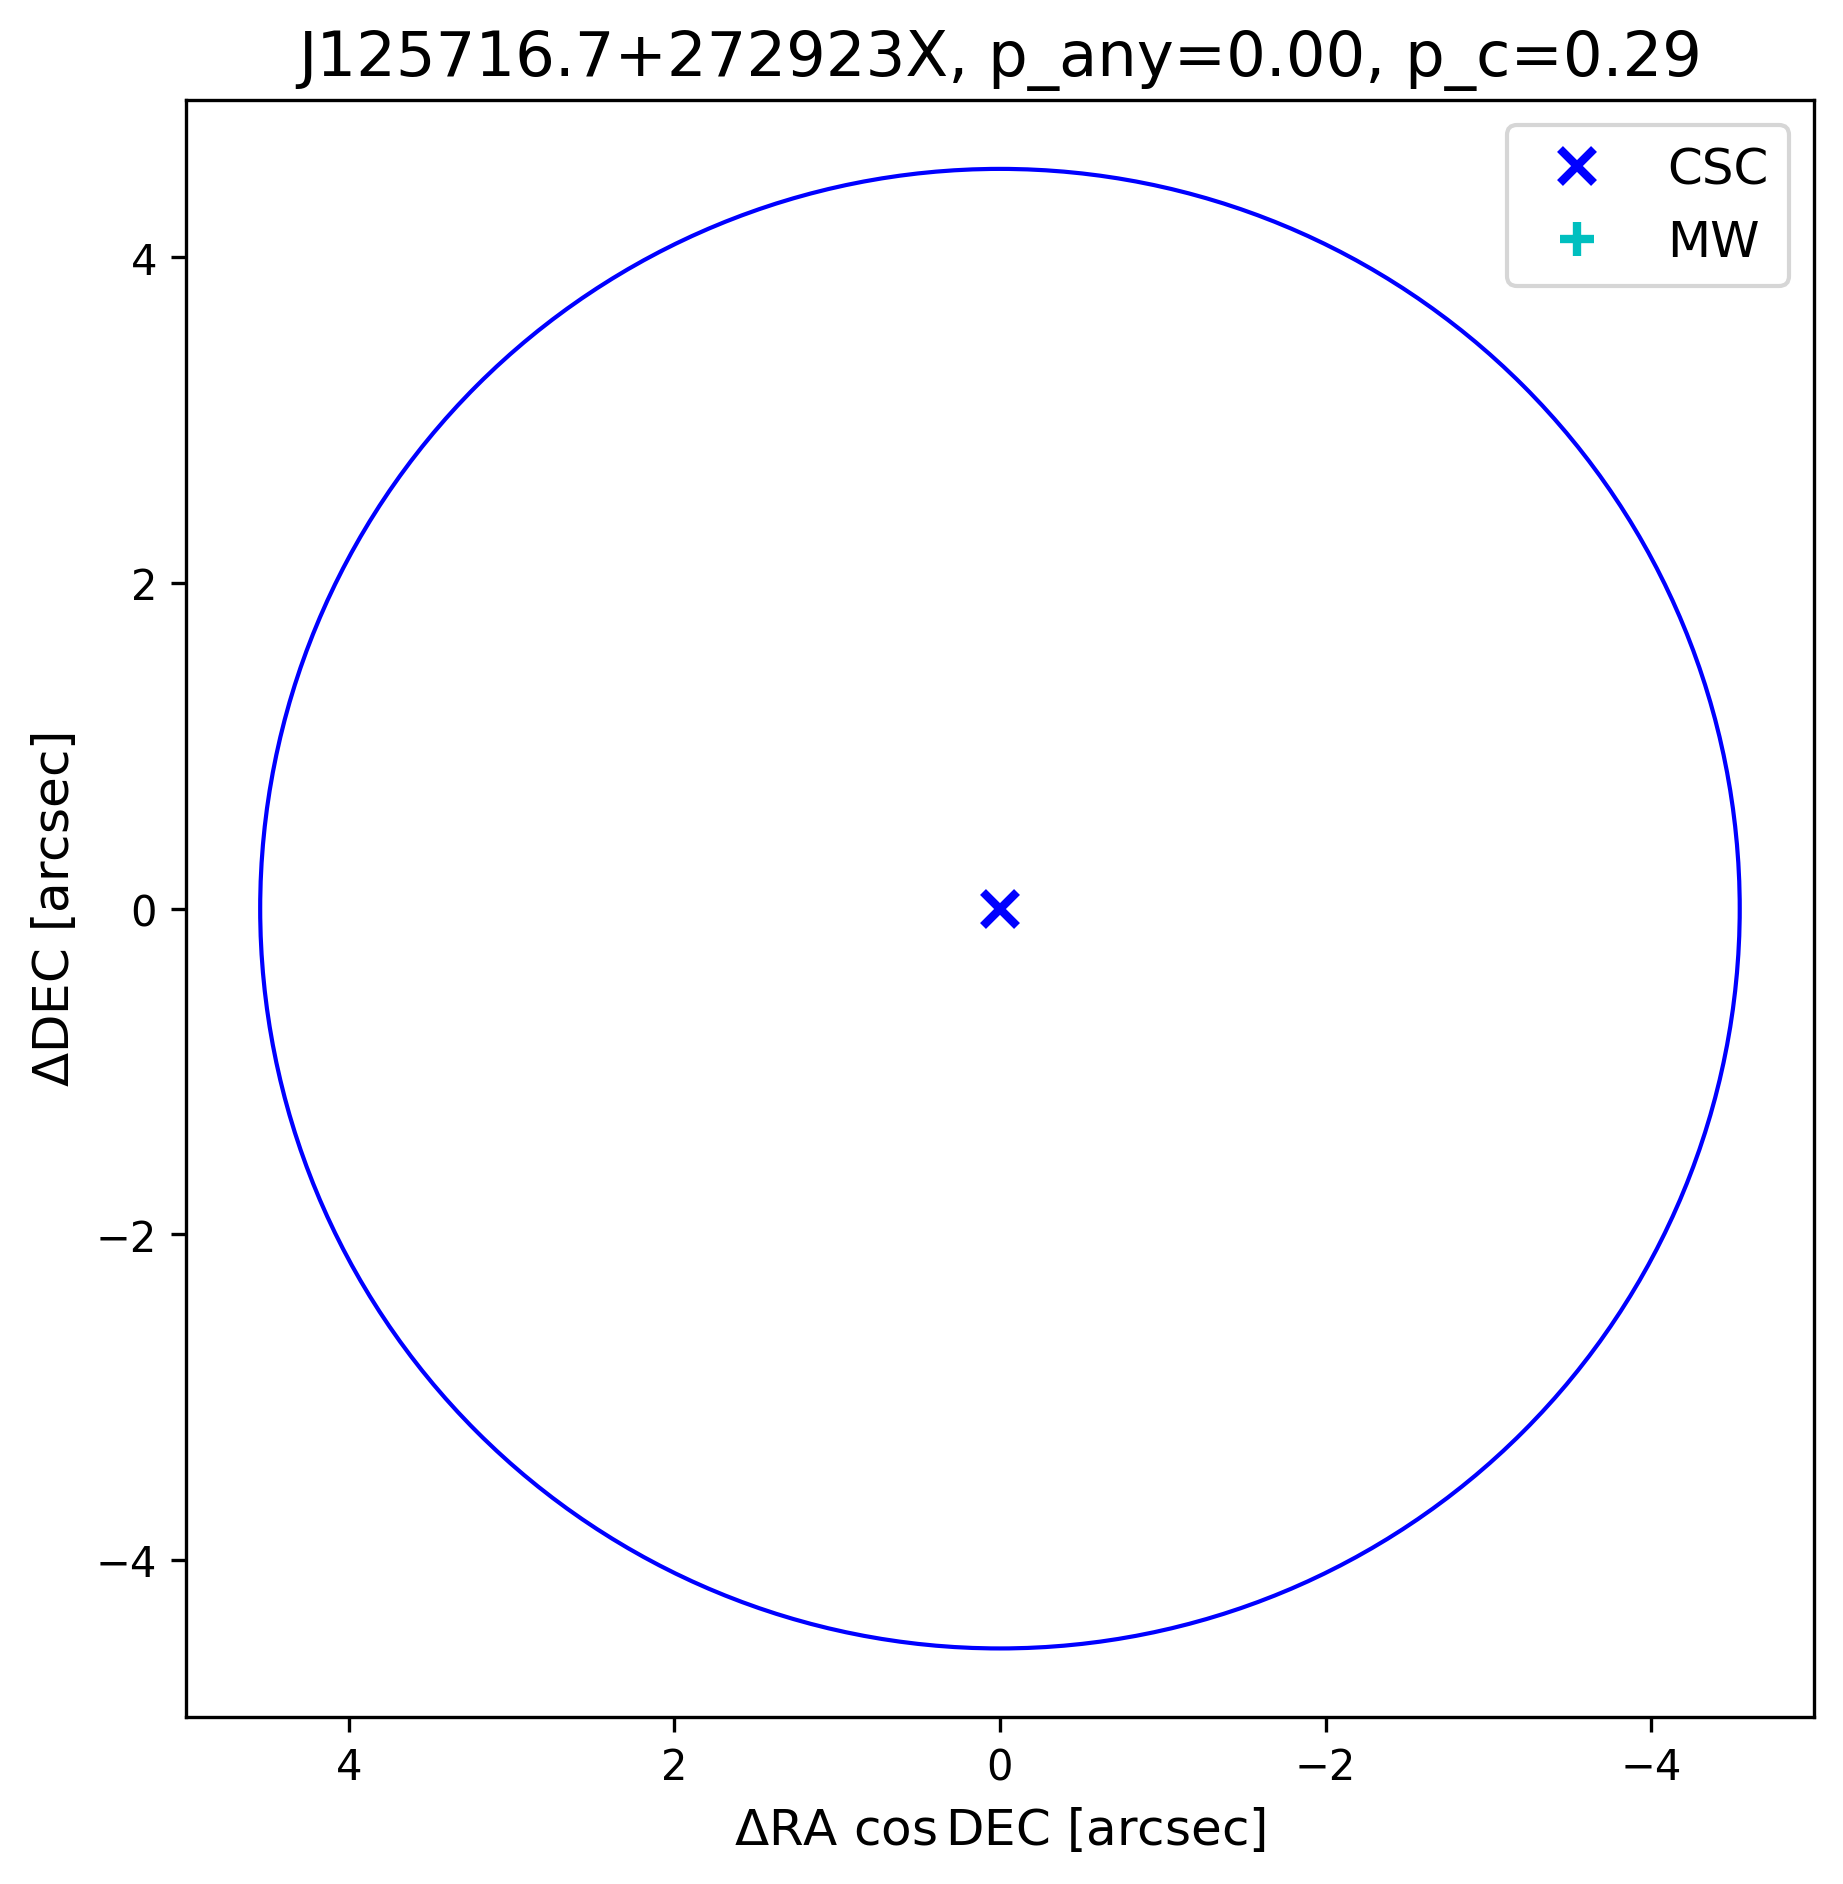 J125716.7+272923X, p_any=0.00, p_c=0.29
CSC
MW
4
2
0
−2
−4
ΔDEC [arcsec]
4
2
0
−2
−4
ΔRA cos DEC [arcsec]